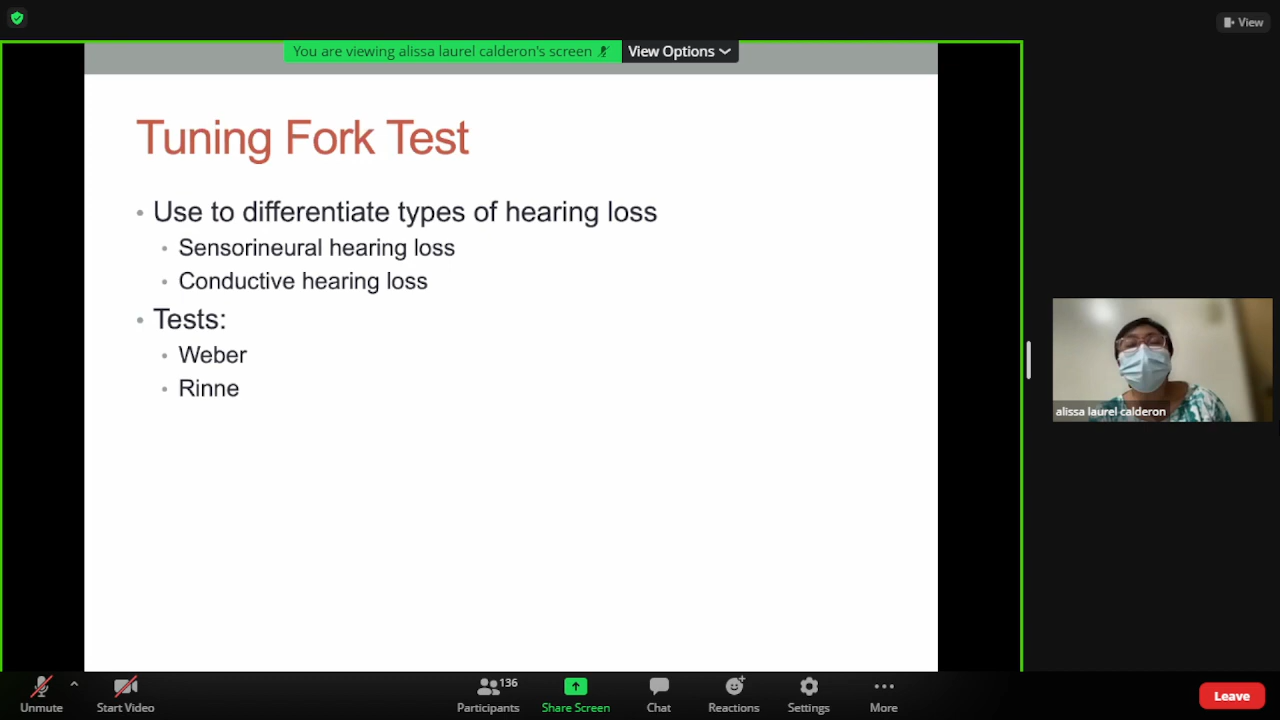 View
You are viewing alissa laurel calderon's screen
View Options
Tuning Fork Test
• Use to differentiate types of hearing loss
• Sensorineural hearing loss
• Conductive hearing loss
• Tests:
• Weber
• Rinne
alissa laurel calderon
Unmute
Start Video
Participants
136
Share Screen
Chat
Reactions
Settings
More
Leave